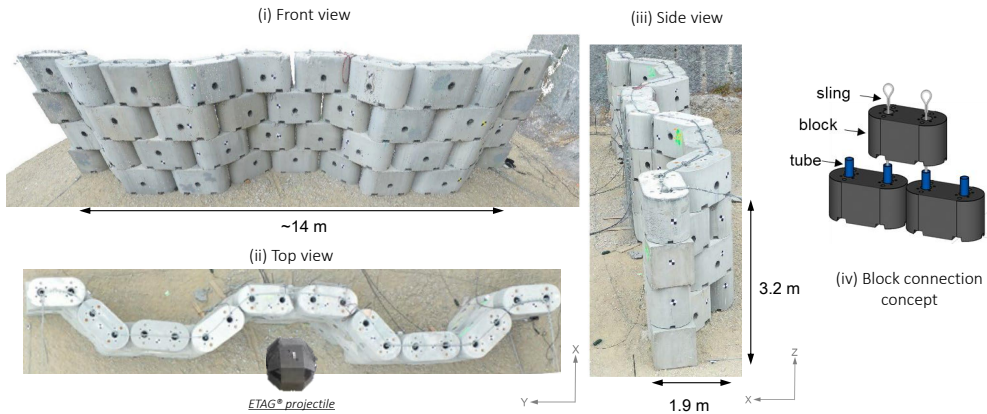 (i) Front view
~14 m
(ii) Top view
ETAG® projectile
X
Y
(iii) Side view
3.2 m
1.9 m
Z
X
sling
block
tube
(iv) Block connection
concept